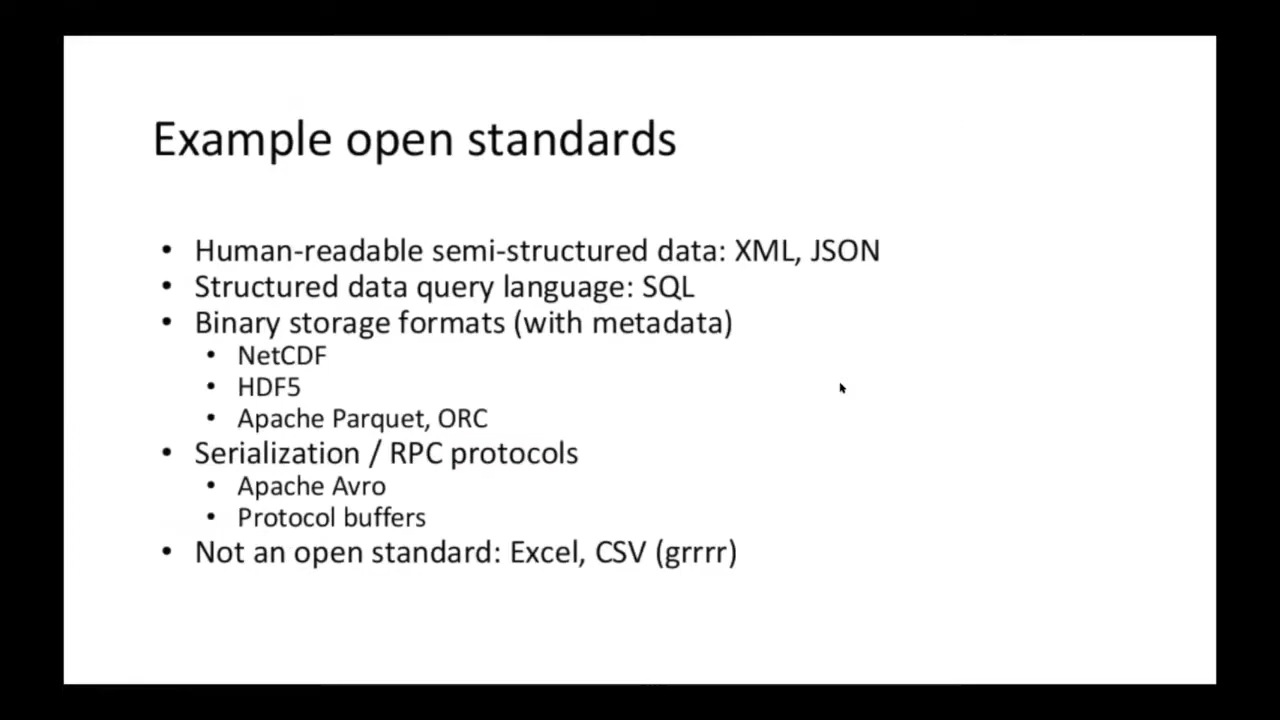 Example open standards
• Human-readable semi-structured data: XML, JSON
• Structured data query language: SQL
• Binary storage formats (with metadata)
• NetCDF
• HDF5
• Apache Parquet, ORC
• Serialization / RPC protocols
• Apache Avro
• Protocol buffers
• Not an open standard: Excel, CSV (grrrr)